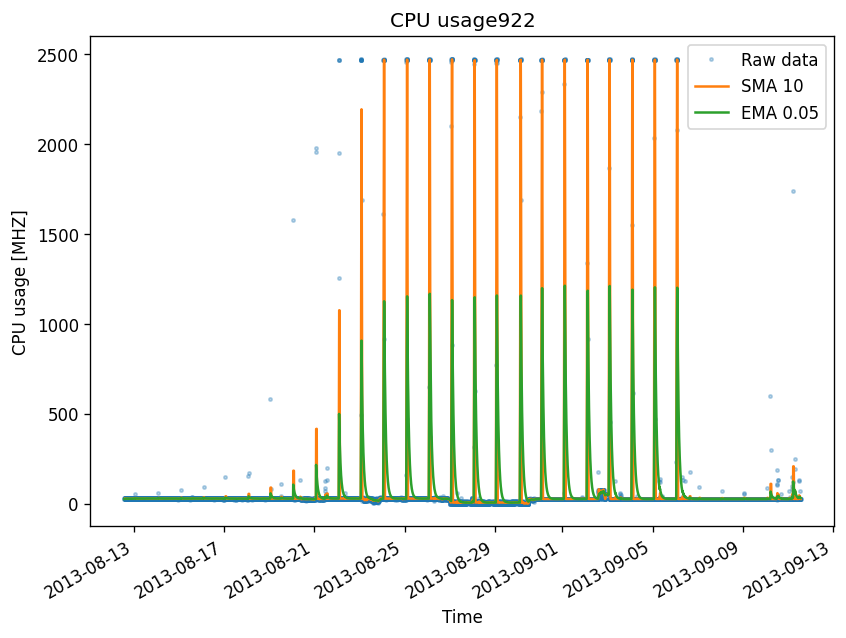 CPU usage922
Raw data
SMA 10
EMA 0.05
CPU usage [MHZ]
2500
2000
1500
1000
500
0
2013-08-13
2013-08-17
2013-08-21
2013-08-25
2013-08-29
2013-09-01
2013-09-05
2013-09-09
2013-09-13
Time